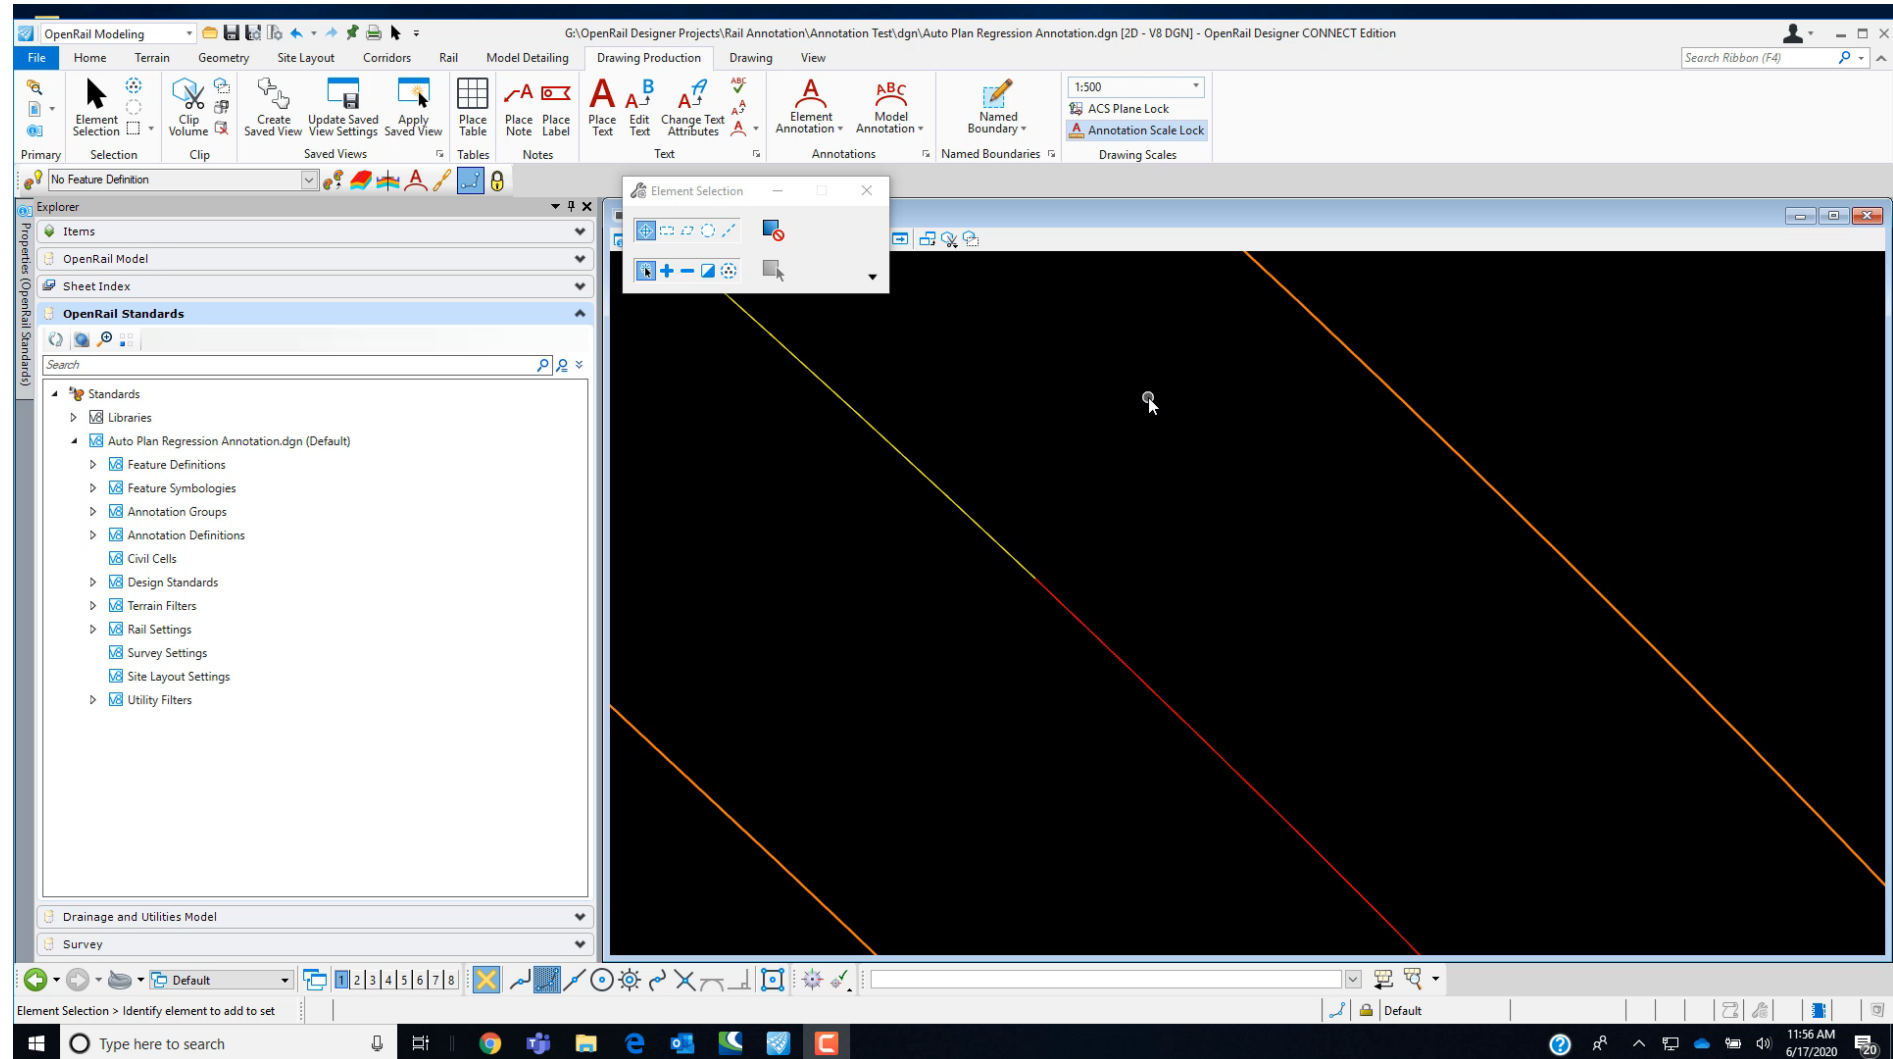 OpenRail Modeling
G:\OpenRail Designer Projects\Rail Annotation\Annotation Test\dgn\Auto Plan Regression Annotation.dgn [2D - V8 DGN] - OpenRail Designer CONNECT Edition
File Home Terrain Geometry Site Layout Corridors Rail Model Detailing Drawing Production Drawing View
Search Ribbon (F4)
Element Selection
Clip Volume
Create Saved View
Update Saved View Settings
Apply Saved View
Place Table
Place Note
Place Label
Place Text
Edit Text
Change Text Attributes
Element Annotation
Model Annotation
Named Boundary
1:500
ACS Plane Lock
Annotation Scale Lock
Primary Selection Clip Saved Views Tables Notes Text Annotations Named Boundaries Drawing Scales
No Feature Definition
Element Selection
Explorer
Properties (OpenRail Standards)
Items
OpenRail Model
Sheet Index
OpenRail Standards
Search
Standards
Libraries
Auto Plan Regression Annotation.dgn (Default)
Feature Definitions
Feature Symbologies
Annotation Groups
Annotation Definitions
Civil Cells
Design Standards
Terrain Filters
Rail Settings
Survey Settings
Site Layout Settings
Utility Filters
Drainage and Utilities Model
Survey
Default
1 2 3 4 5 6 7 8
Element Selection > Identify element to add to set
Default
Type here to search
11:56 AM
6/17/2020
20